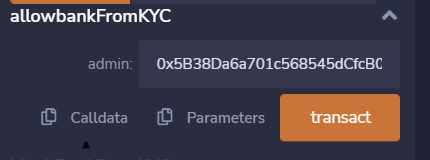 allowbankFromKYC
admin: 0x5B38Da6a701c568545dCfcB0
Calldata Parameters transact